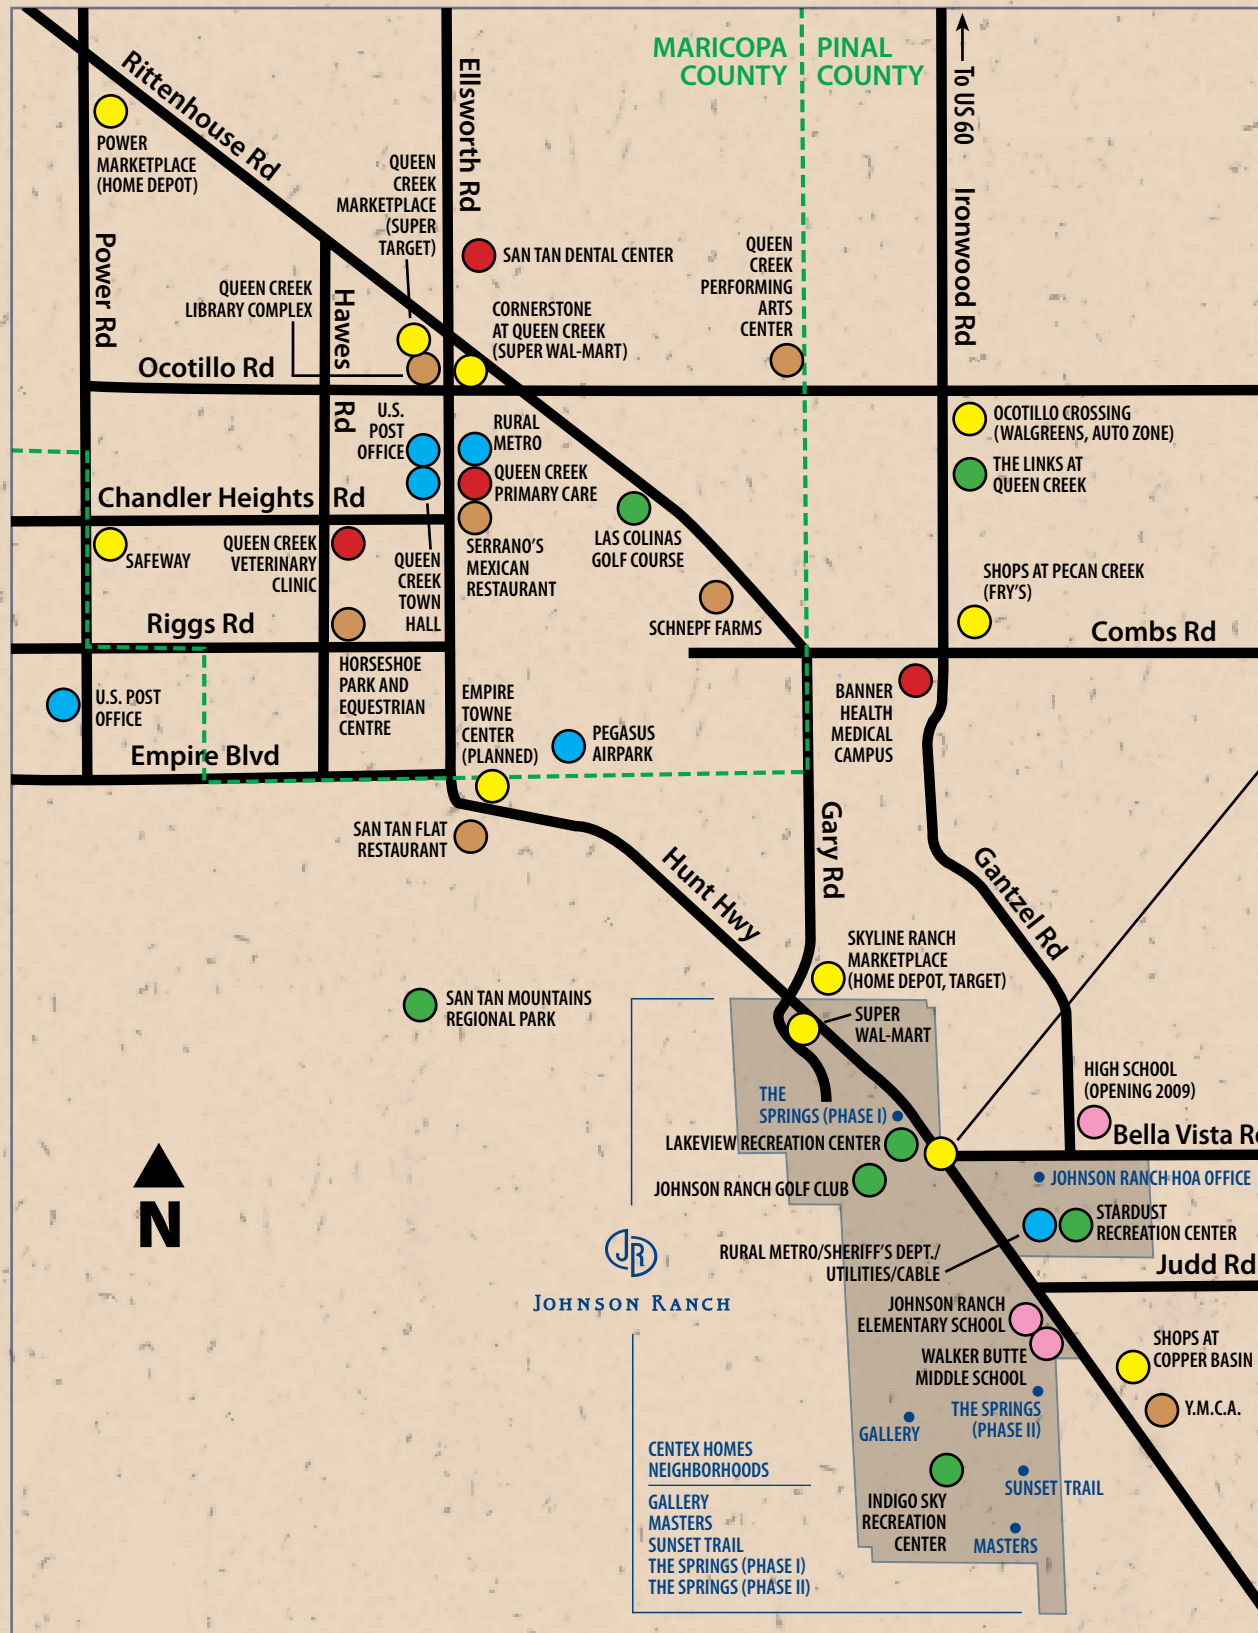 MARICOPA
COUNTY
PINAL
COUNTY
To US 60
Rittenhouse Rd
Ellsworth Rd
POWER
MARKETPLACE
(HOME DEPOT)
QUEEN
CREEK
MARKETPLACE
(SUPER
TARGET)
Ironwood Rd
Power Rd
SAN TAN DENTAL CENTER
QUEEN
CREEK
PERFORMING
ARTS
CENTER
QUEEN CREEK
LIBRARY COMPLEX
Hawes Rd
CORNERSTONE
AT QUEEN CREEK
(SUPER WAL-MART)
Ocotillo Rd
U.S.
POST
OFFICE
RURAL
METRO
OCOTILLO CROSSING
(WALGREENS, AUTO ZONE)
QUEEN CREEK
PRIMARY CARE
THE LINKS AT
QUEEN CREEK
Chandler Heights Rd
SAFEWAY
QUEEN CREEK
VETERINARY
CLINIC
QUEEN
CREEK
TOWN
HALL
SERRANO'S
MEXICAN
RESTAURANT
LAS COLINAS
GOLF COURSE
SHOPS AT PECAN CREEK
(FRY'S)
Riggs Rd
SCHNEPF FARMS
Combs Rd
HORSESHOE
PARK AND
EQUESTRIAN
CENTRE
U.S. POST
OFFICE
EMPIRE
TOWNE
CENTER
(PLANNED)
PEGASUS
AIRPARK
BANNER
HEALTH
MEDICAL
CAMPUS
Empire Blvd
SAN TAN FLAT
RESTAURANT
Hunt Hwy
Gary Rd
Gantzel Rd
SKYLINE RANCH
MARKETPLACE
(HOME DEPOT, TARGET)
SAN TAN MOUNTAINS
REGIONAL PARK
SUPER
WAL-MART
HIGH SCHOOL
(OPENING 2009)
THE
SPRINGS (PHASE I)
Bella Vista
LAKEVIEW RECREATION CENTER
JOHNSON RANCH HOA OFFICE
JOHNSON RANCH GOLF CLUB
N
STARDUST
RECREATION CENTER
JR
JOHNSON RANCH
RURAL METRO/SHERIFF'S DEPT./
UTILITIES/CABLE
Judd Rd
JOHNSON RANCH
ELEMENTARY SCHOOL
WALKER BUTTE
MIDDLE SCHOOL
SHOPS AT
COPPER BASIN
Y.M.C.A.
THE SPRINGS
(PHASE II)
GALLERY
SUNSET TRAIL
INDIGO SKY
RECREATION
CENTER
MASTERS
CENTEX HOMES
NEIGHBORHOODS
GALLERY
MASTERS
SUNSET TRAIL
THE SPRINGS (PHASE I)
THE SPRINGS (PHASE II)